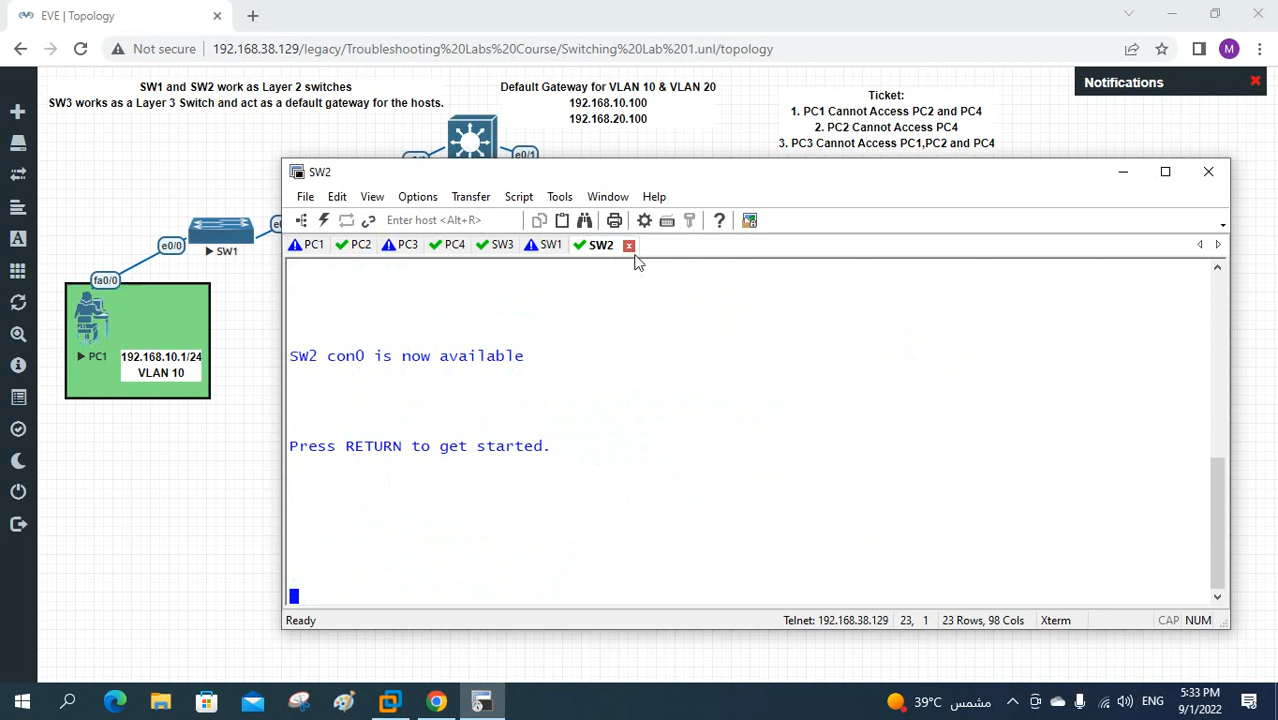 EVE | Topology
Not secure
192.168.38.129/legacy/Troubleshooting%20Labs%20Course/Switching%20Lab%201.unl/topology
M
SW1 and SW2 work as Layer 2 switches
SW3 works as a Layer 3 Switch and act as a default gateway for the hosts.
Default Gateway for VLAN 10 & VLAN 20
192.168.10.100
192.168.20.100
Notifications
Ticket:
1. PC1 Cannot Access PC2 and PC4
2. PC2 Cannot Access PC4
3. PC3 Cannot Access PC1,PC2 and PC4
e0/1
SW2
File Edit View Options Transfer Script Tools Window Help
Enter host <Alt+R>
PC1 PC2 PC3 PC4 SW3 SW1 SW2
e0/0
SW1
fa0/0
PC1
192.168.10.1/24
VLAN 10
SW2 con0 is now available
Press RETURN to get started.
Ready
Telnet: 192.168.38.129 23, 1 23 Rows, 98 Cols Xterm CAP NUM
39°C مشمس
ENG
5:33 PM
9/1/2022